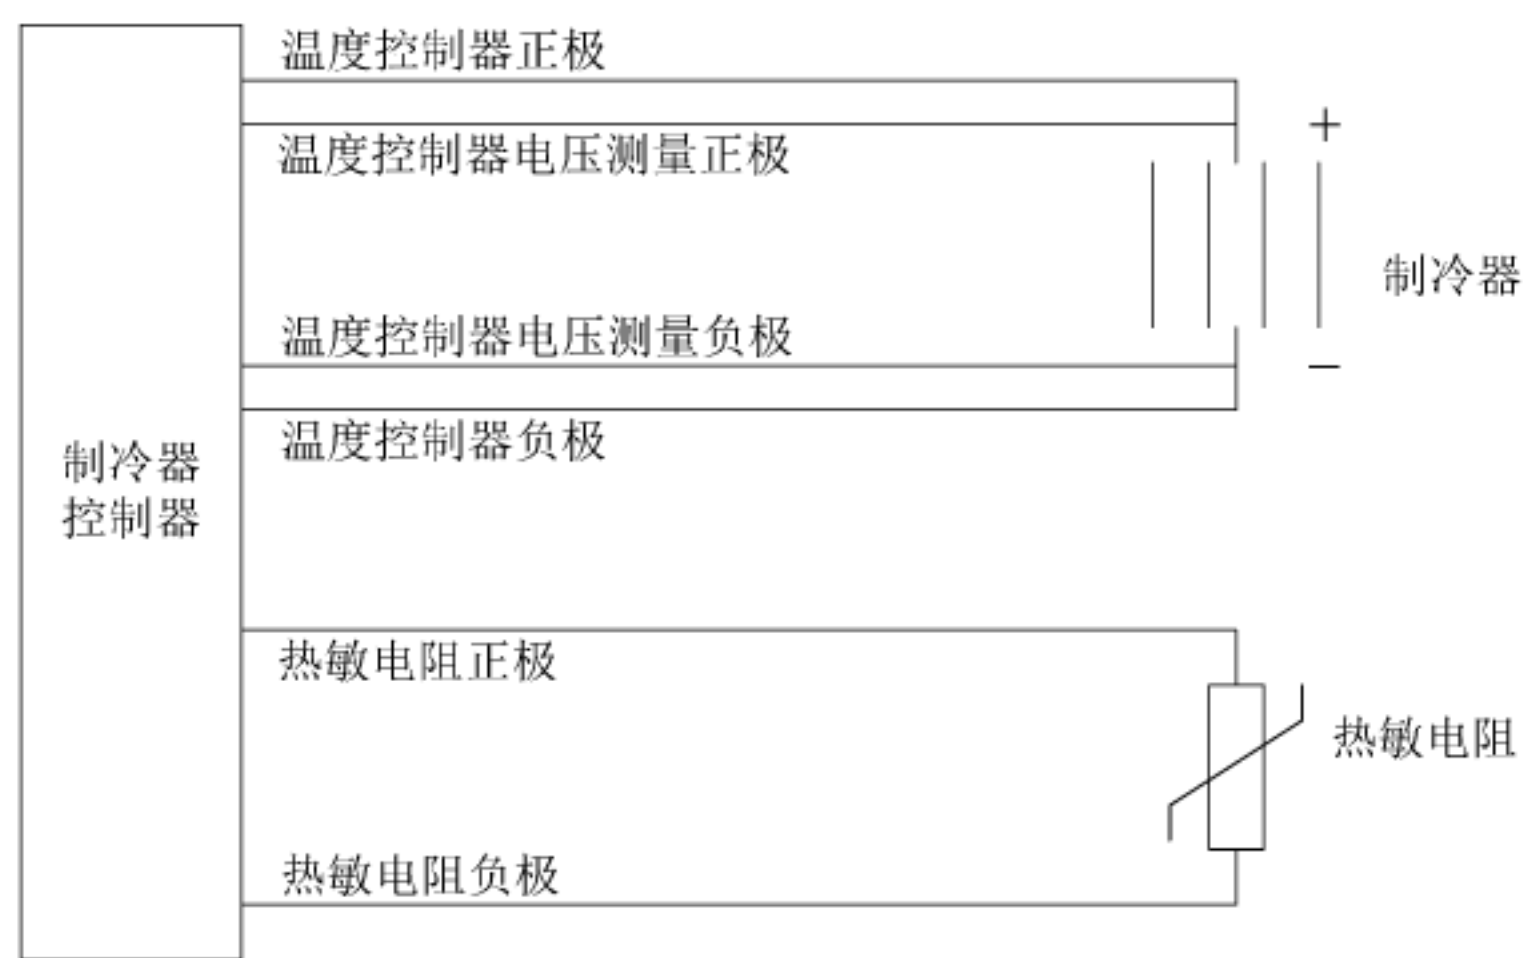 温度控制器正极
温度控制器电压测量正极
+
制冷器
温度控制器电压测量负极
−
温度控制器负极
制冷器
控制器
热敏电阻正极
热敏电阻
热敏电阻负极